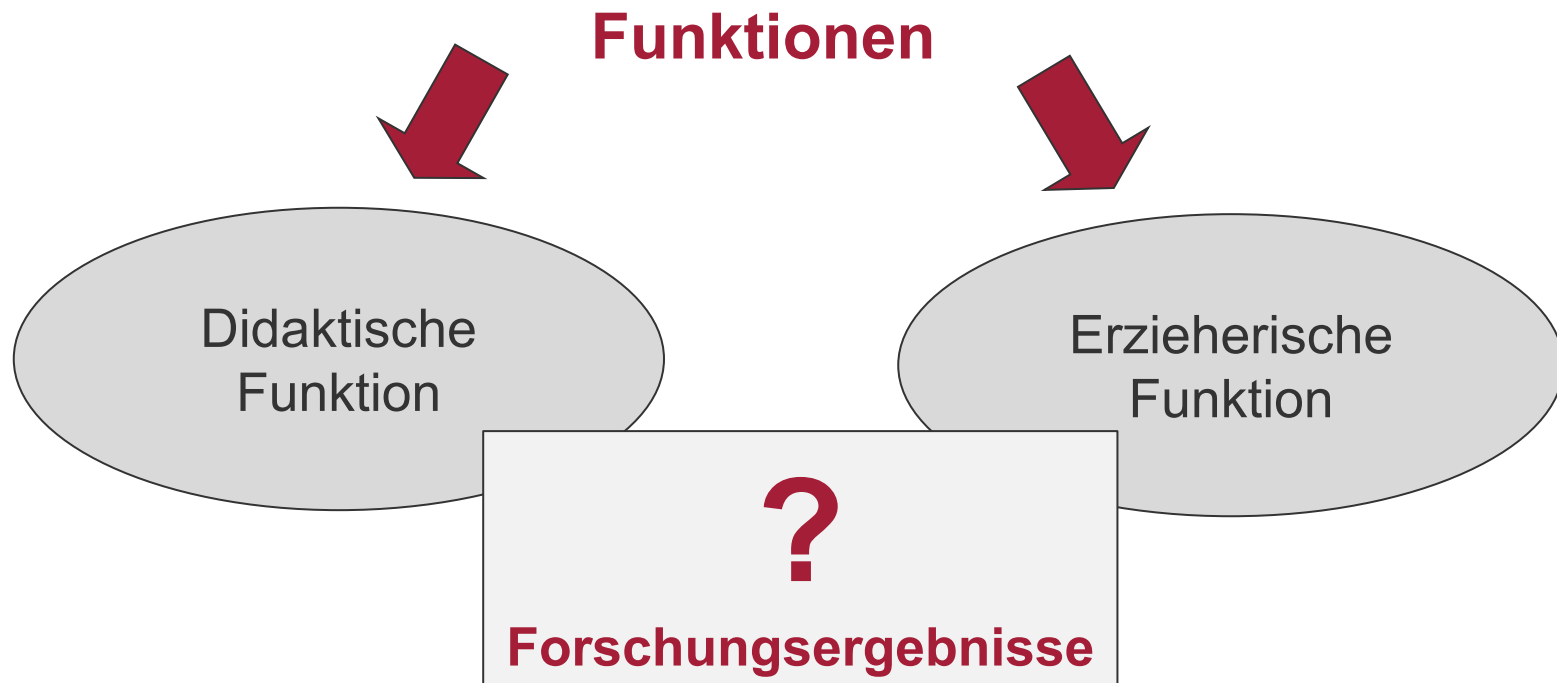 Funktionen
Didaktische
Funktion
Erzieherische
Funktion
?
Forschungsergebnisse